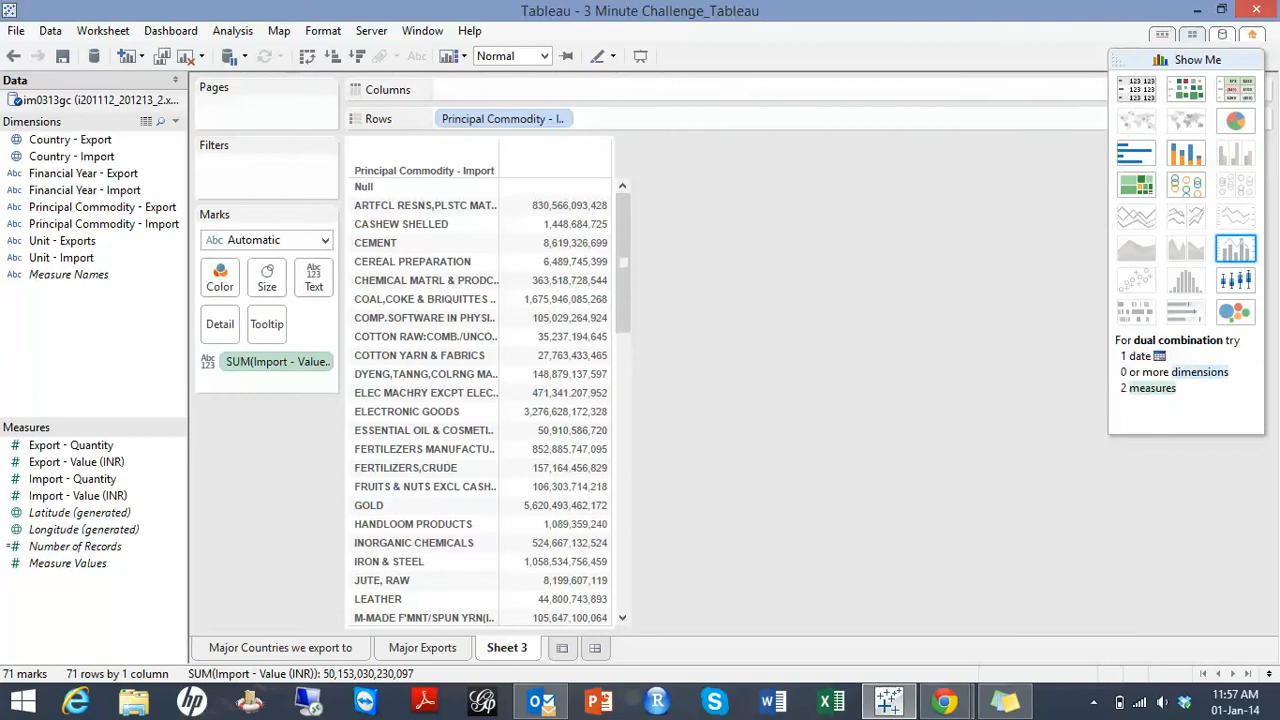 Tableau - 3 Minute Challenge_Tableau
File Data Worksheet Dashboard Analysis Map Format Server Window Help
Abc Normal
Data
im0313gc (i201112_201213_2.x...
Dimensions
Country - Export
Country - Import
Abc Financial Year - Export
Abc Financial Year - Import
Abc Principal Commodity - Export
Abc Principal Commodity - Import
Abc Unit - Exports
Abc Unit - Import
Abc Measure Names
Measures
# Export - Quantity
# Export - Value (INR)
# Import - Quantity
# Import - Value (INR)
Latitude (generated)
Longitude (generated)
=# Number of Records
# Measure Values
Pages
Filters
Marks
Abc Automatic
Color Size Abc 123 Text
Detail Tooltip
Abc 123 SUM(Import - Value..
Columns
Rows Principal Commodity - I..
Principal Commodity - Import
Null
ARTFCL RESNS,PLSTC MAT.. 830,566,093,428
CASHEW SHELLED 1,448,684,725
CEMENT 8,619,326,699
CEREAL PREPARATION 6,489,745,399
CHEMICAL MATRL & PRODC.. 363,518,728,544
COAL,COKE & BRIQUITTES .. 1,675,946,085,268
COMP.SOFTWARE IN PHYSI.. 105,029,264,924
COTTON RAW:COMB./UNCO.. 35,237,194,645
COTTON YARN & FABRICS 27,763,433,465
DYENG,TANNG,COLRNG MA.. 148,879,137,597
ELEC MACHRY EXCPT ELEC.. 471,341,207,952
ELECTRONIC GOODS 3,276,628,172,328
ESSENTIAL OIL & COSMETI.. 50,910,586,720
FERTILEZERS MANUFACTU.. 852,885,747,095
FERTILIZERS,CRUDE 157,164,456,829
FRUITS & NUTS EXCL CASH.. 106,303,714,218
GOLD 5,620,493,462,172
HANDLOOM PRODUCTS 1,089,359,240
INORGANIC CHEMICALS 524,667,132,524
IRON & STEEL 1,058,534,756,459
JUTE, RAW 8,199,607,119
LEATHER 44,800,743,893
M-MADE F'MNT/SPUN YRN(I.. 105,647,100,064
Show Me
For dual combination try
1 date
0 or more dimensions
2 measures
Major Countries we export to Major Exports Sheet 3
71 marks 71 rows by 1 column SUM(Import - Value (INR)): 50,153,030,230,097
11:57 AM
01-Jan-14